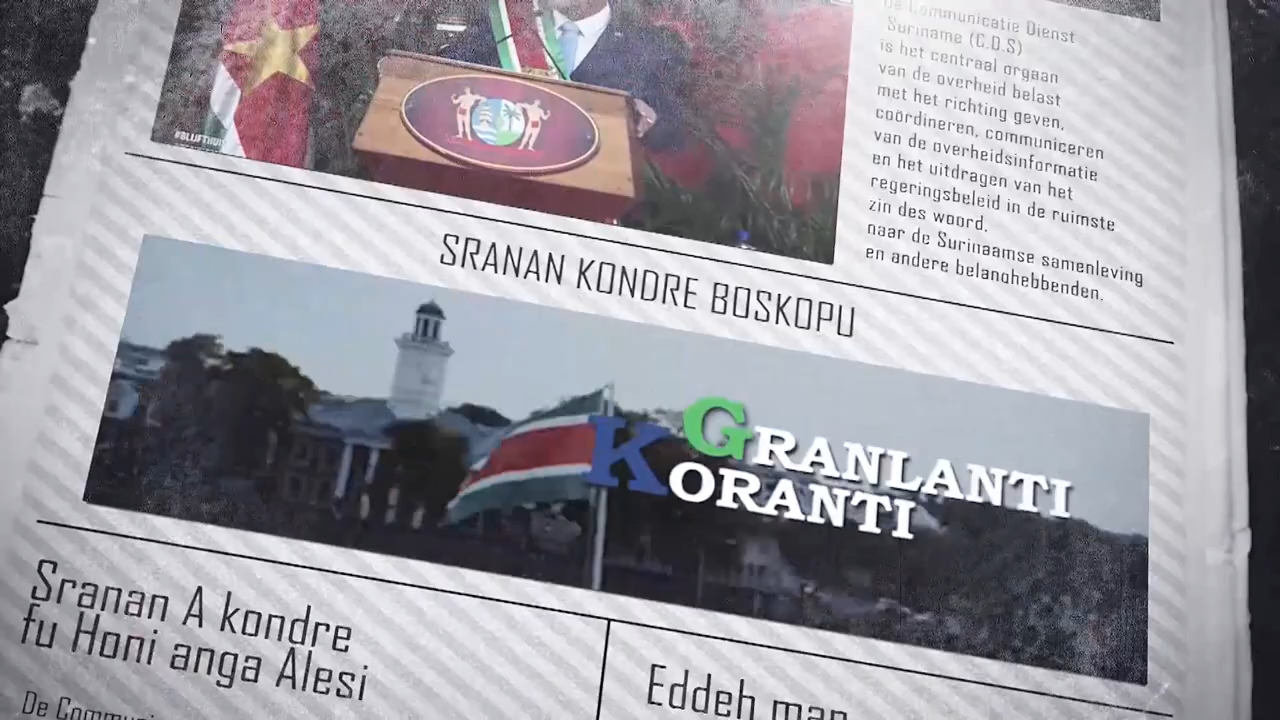 De Communicatie Dienst
Suriname (C.D.S)
is het centraal orgaan
van de overheid belast
met het richting geven,
coördineren, communiceren
van de overheidsinformatie
en het uitdragen van het
regeringsbeleid in de ruimste
zin des woord,
naar de Surinaamse samenleving
en andere belanghebbenden.
SRANAN KONDRE BOSKOPU
GRANLANTI
KORANTI
Sranan A kondre
fu Honi anga Alesi
De
Eddeh man